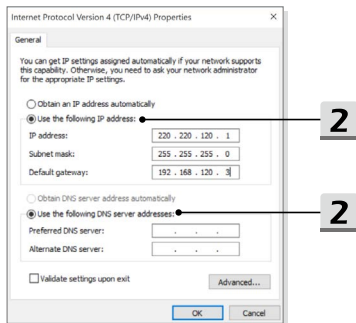 Internet Protocol Version 4 (TCP/IPv4) Properties
General
You can get IP settings assigned automatically if your network supports
this capability. Otherwise, you need to ask your network administrator
for the appropriate IP settings.
Obtain an IP address automatically
Use the following IP address:
2
IP address:
220 . 220 . 120 . 1
Subnet mask:
255 . 255 . 255 . 0
Default gateway:
192 . 168 . 120 . 3
Obtain DNS server address automatically
Use the following DNS server addresses:
2
Preferred DNS server:
. . .
Alternate DNS server:
. . .
Validate settings upon exit
Advanced...
OK
Cancel